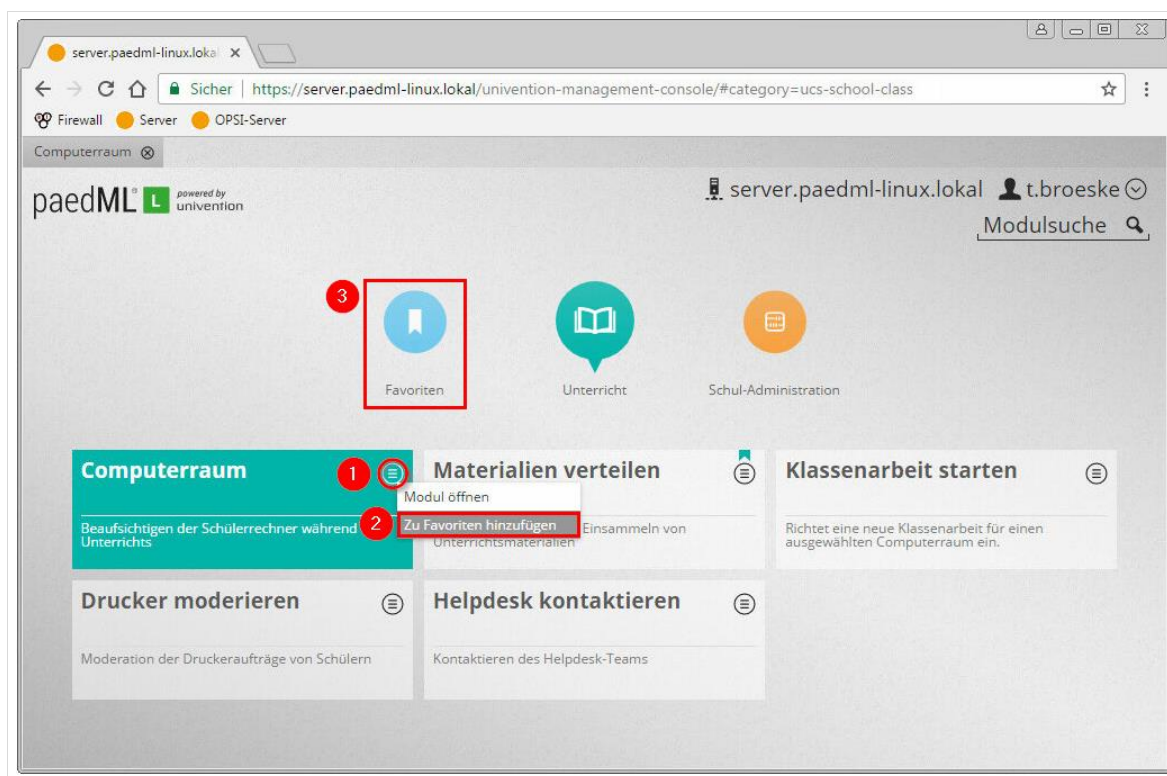 server.paedml-linux.loka
Sicher https://server.paedml-linux.lokal/univention-management-console/#category=ucs-school-class
Firewall Server OPSI-Server
Computerraum
paedML® L powered by
univention
server.paedml-linux.lokal t.broeske
Modulsuche
3
Favoriten Unterricht Schul-Administration
Computerraum 1 Materialien verteilen Klassenarbeit starten
Modul öffnen
Beaufsichtigen der Schülerrechner während 2 Zu Favoriten hinzufügen Einsammeln von Richtet eine neue Klassenarbeit für einen
Unterrichts Unterrichtsmaterialien ausgewählten Computerraum ein.
Drucker moderieren Helpdesk kontaktieren
Moderation der Druckeraufträge von Schülern Kontaktieren des Helpdesk-Teams